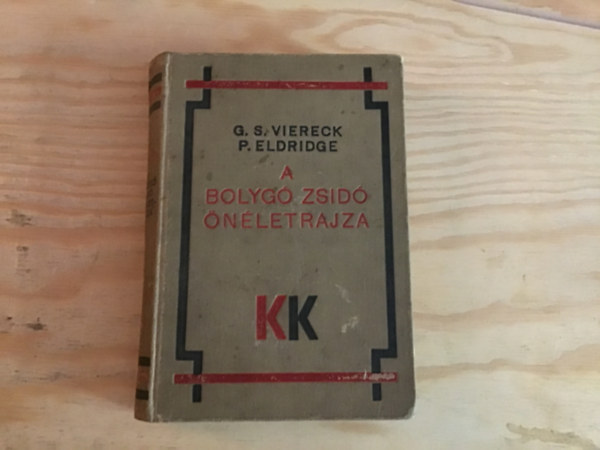 G. S. VIERECK
P. ELDRIDGE
A
BOLYGÓ ZSIDÓ
ÖNÉLETRAJZA
KK